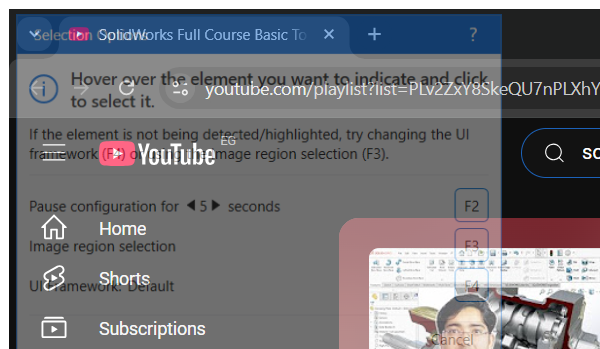 Selection Options
SolidWorks Full Course Basic To
?
Hover over the element you want to indicate and click
to select it.
youtube.com/playlist?list=PLv2ZxY8SkeQU7nPLXhY
If the element is not being detected/highlighted, try changing the UI
framework (F4) or using the image region selection (F3).
YouTube EG
SO
Pause configuration for 5 seconds F2
Home
Image region selection F3
Shorts
UI Framework: Default F4
Subscriptions
Cancel